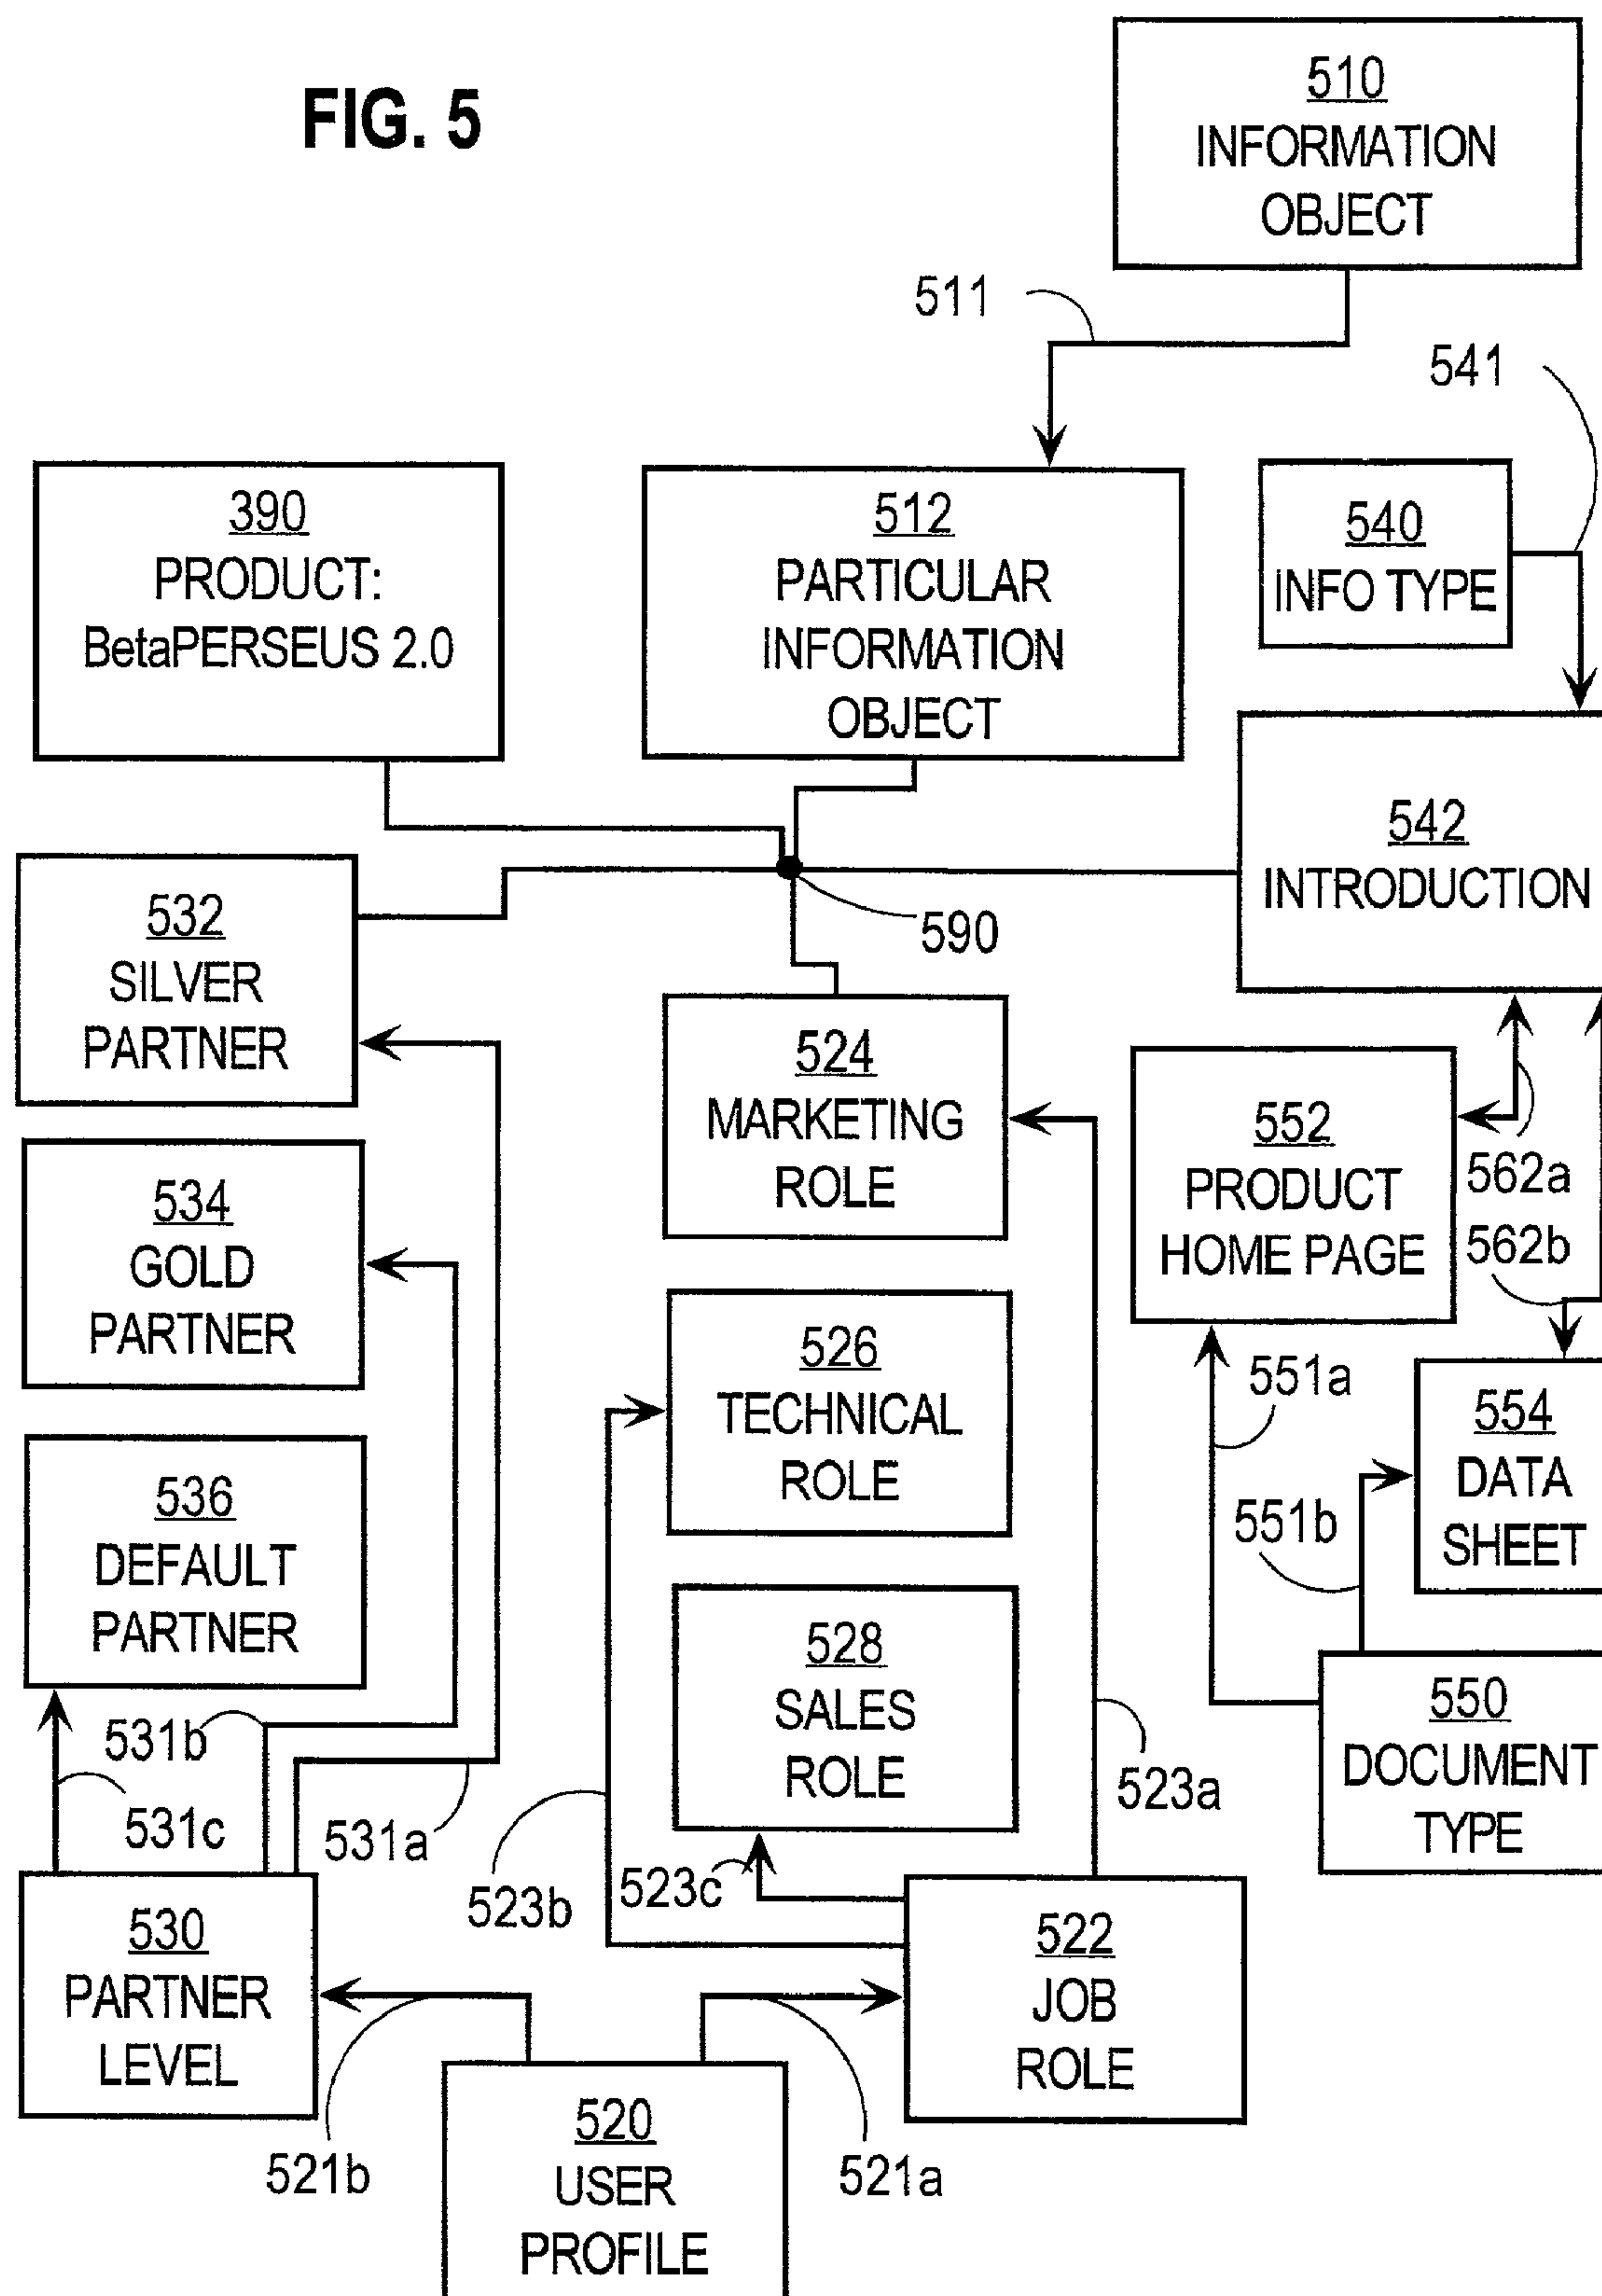 FIG. 5
510
INFORMATION
OBJECT
511
541
390
PRODUCT:
BetaPERSEUS 2.0
512
PARTICULAR
INFORMATION
OBJECT
540
INFO TYPE
542
INTRODUCTION
590
532
SILVER
PARTNER
524
MARKETING
ROLE
552
PRODUCT
HOME PAGE
562a
562b
534
GOLD
PARTNER
526
TECHNICAL
ROLE
551a
554
DATA
SHEET
551b
536
DEFAULT
PARTNER
528
SALES
ROLE
550
DOCUMENT
TYPE
531b
531c
531a
523b
523c
523a
530
PARTNER
LEVEL
522
JOB
ROLE
521b
520
USER
PROFILE
521a